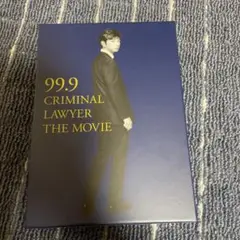 99.9
CRIMINAL
LAWYER
THE MOVIE